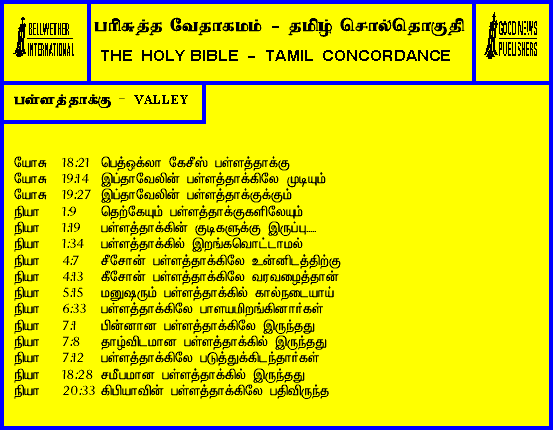 BELLWETHER
INTERNATIONAL
பரிசுத்த வேதாகமம் - தமிழ் சொல்தொகுதி
THE HOLY BIBLE - TAMIL CONCORDANCE
GOOD NEWS
PUBLISHERS
பள்ளத்தாக்கு - VALLEY
யோசு 18:21 பெத்ஒக்லா கேசீஸ் பள்ளத்தாக்கு
யோசு 19:14 இப்தாவேலின் பள்ளத்தாக்கிலே முடியும்
யோசு 19:27 இப்தாவேலின் பள்ளத்தாக்குக்கும்
நியா 1:9 தெற்கேயும் பள்ளத்தாக்குகளிலேயும்
நியா 1:19 பள்ளத்தாக்கின் குடிகளுக்கு இருப்பு.....
நியா 1:34 பள்ளத்தாக்கில் இறங்கவொட்டாமல்
நியா 4:7 சீசோன் பள்ளத்தாக்கிலே உன்னிடத்திற்கு
நியா 4:13 கீசோன் பள்ளத்தாக்கிலே வரவழைத்தான்
நியா 5:15 மனுஷரும் பள்ளத்தாக்கில் கால்நடையாய்
நியா 6:33 பள்ளத்தாக்கிலே பாளயமிறங்கினார்கள்
நியா 7:1 பின்னான பள்ளத்தாக்கிலே இருந்தது
நியா 7:8 தாழ்விடமான பள்ளத்தாக்கில் இருந்தது
நியா 7:12 பள்ளத்தாக்கிலே படுத்துக்கிடந்தார்கள்
நியா 18:28 சமீபமான பள்ளத்தாக்கில் இருந்தது
நியா 20:33 கிபியாவின் பள்ளத்தாக்கிலே பதிவிருந்த